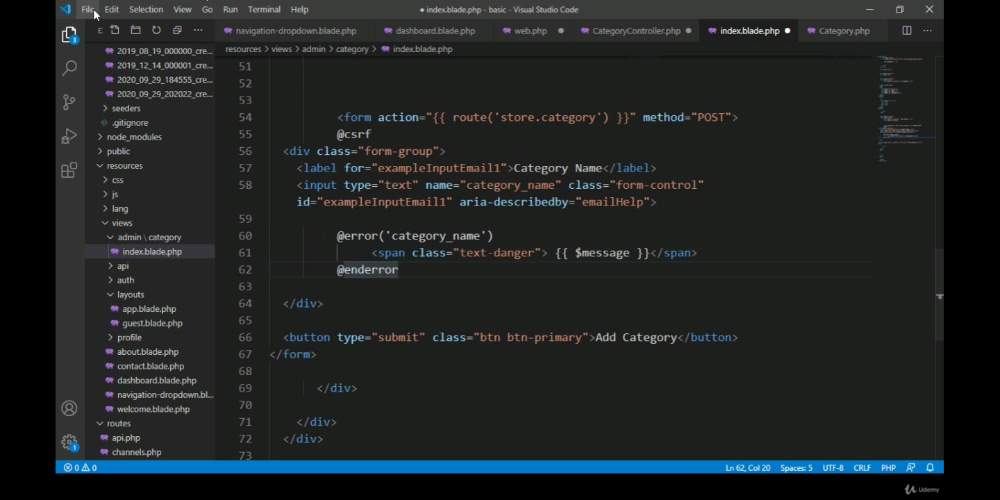 File Edit Selection View Go Run Terminal Help
● index.blade.php - basic - Visual Studio Code
E
navigation-dropdown.blade.php dashboard.blade.php web.php ● CategoryController.php ● index.blade.php ● Category.php
resources > views > admin > category > index.blade.php
3
2019_08_19_000000_cre...
2019_12_14_000001_cre...
2020_09_29_184555_cre...
2020_09_29_202022_cre...
seeders
.gitignore
node_modules
public
resources
css
js
lang
views
admin \ category
index.blade.php
api
auth
layouts
app.blade.php
guest.blade.php
profile
about.blade.php
contact.blade.php
dashboard.blade.php
navigation-dropdown.bl...
welcome.blade.php
routes
api.php
channels.php
1
51
52
53
54 <form action="{{ route('store.category') }}" method="POST">
55 @csrf
56 <div class="form-group">
57 <label for="exampleInputEmail1">Category Name</label>
58 <input type="text" name="category_name" class="form-control"
id="exampleInputEmail1" aria-describedby="emailHelp">
59
60 @error('category_name')
61 <span class="text-danger"> {{ $message }}</span>
62 @enderror
63
64 </div>
65
66 <button type="submit" class="btn btn-primary">Add Category</button>
67 </form>
68
69 </div>
70
71 </div>
72 </div>
73
0 0 Ln 62, Col 20 Spaces: 5 UTF-8 CRLF PHP
Udemy